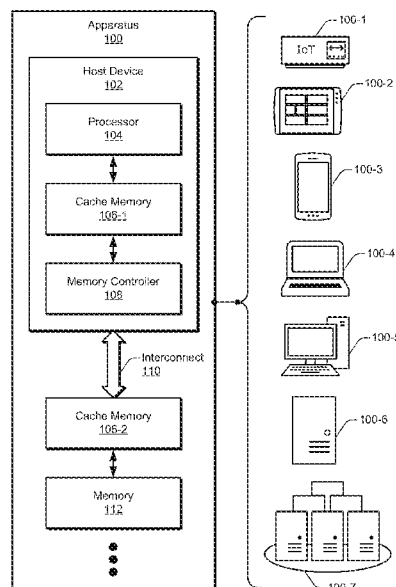 Apparatus
100
Host Device
102
Processor
104
Cache Memory
106-1
Memory Controller
108
Interconnect
110
Cache Memory
106-2
Memory
112
100-1
IoT
100-2
100-3
100-4
100-5
100-6
100-7